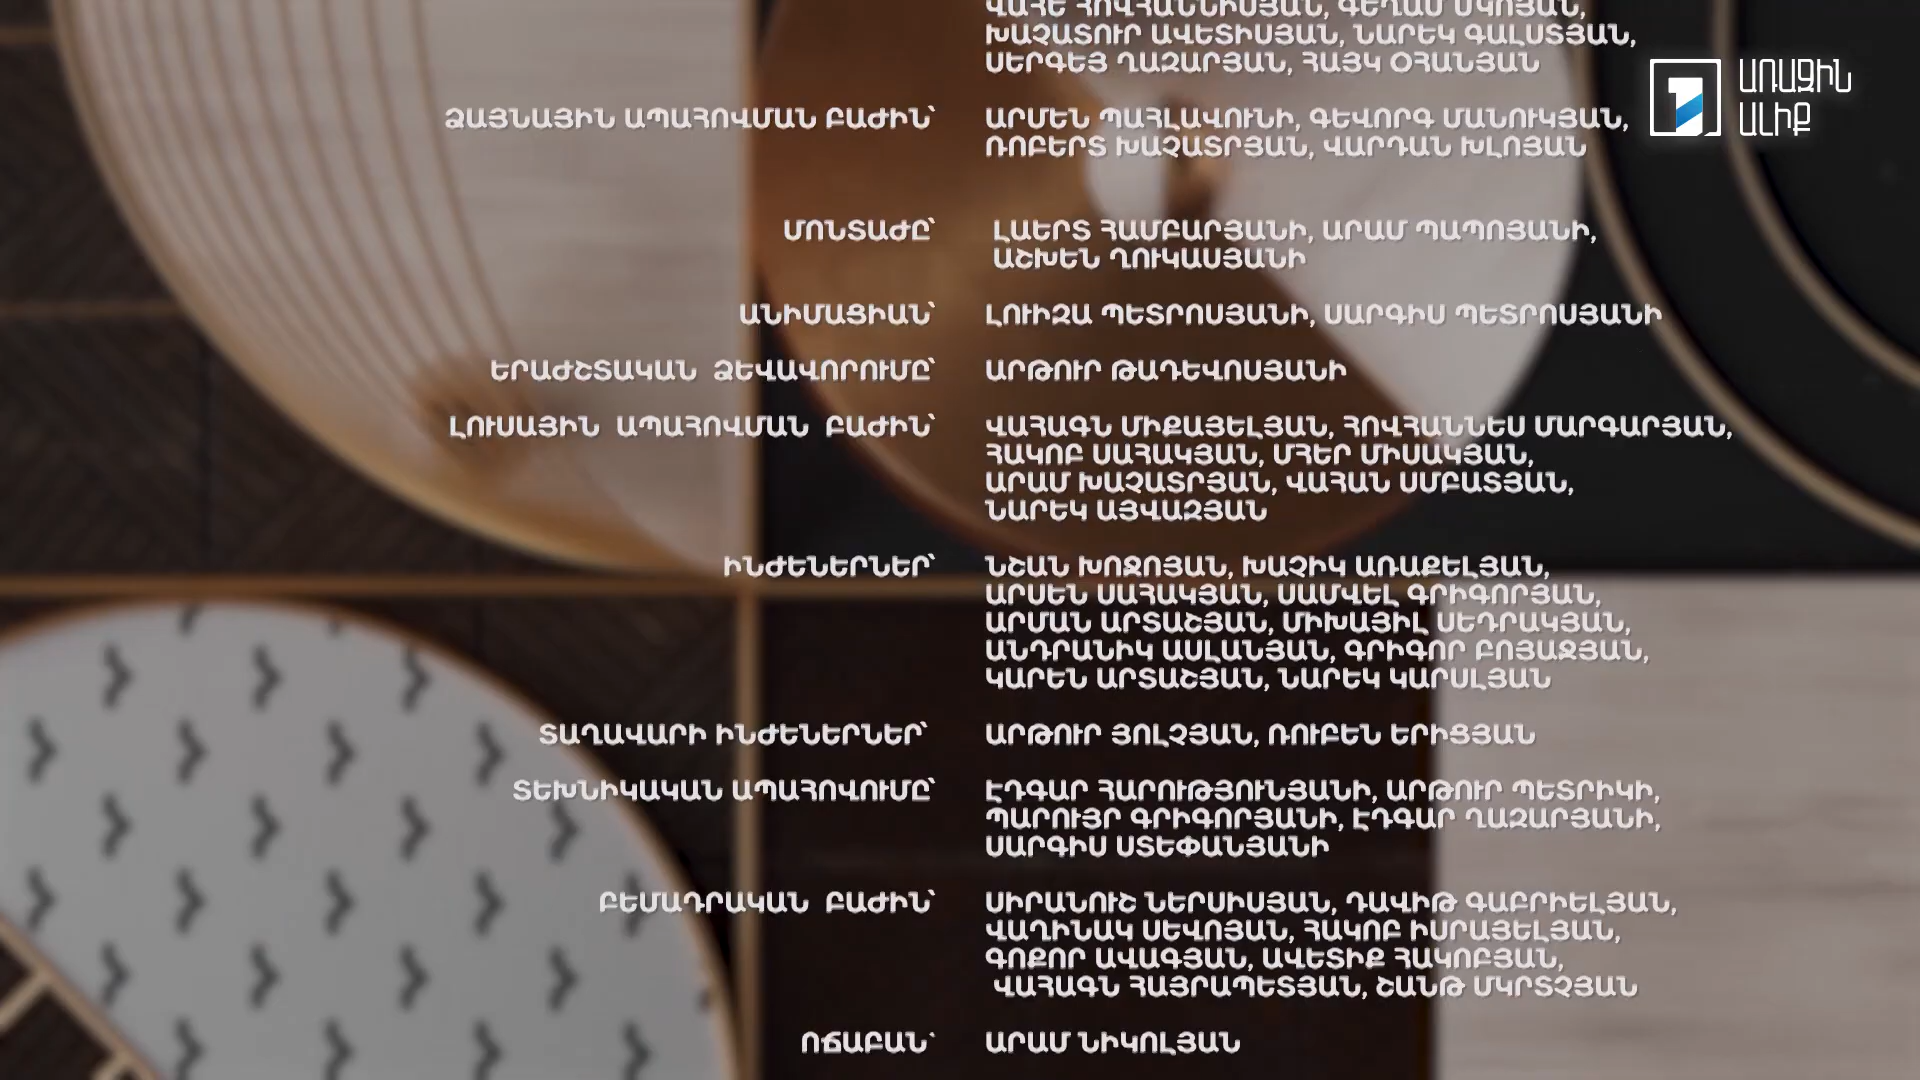 ՎԱՀԵ ՀՈՎՀԱՆՆԻՍՅԱՆ, ԳԵՂԱՄ ՄԿՈՅԱՆ,
ԽԱՉԱՏՈՒՐ ԱՎԵՏԻՍՅԱՆ, ՆԱՐԵԿ ԳԱԼՍՏՅԱՆ,
ՍԵՐԳԵՅ ՂԱԶԱՐՅԱՆ, ՀԱՅԿ ՕՀԱՆՅԱՆ
ԱՌԱՋԻՆ
ԱԼԻՔ
ՁԱՅՆԱՅԻՆ ԱՊԱՀՈՎՄԱՆ ԲԱԺԻՆ՝ ԱՐՄԵՆ ՊԱՀԼԱՎՈՒՆԻ, ԳԵՎՈՐԳ ՄԱՆՈՒԿՅԱՆ,
ՌՈԲԵՐՏ ԽԱՉԱՏՐՅԱՆ, ՎԱՐԴԱՆ ԽԼՈՅԱՆ
ՄՈՆՏԱԺԸ՝ ԼԱԵՐՏ ՀԱՄԲԱՐՅԱՆԻ, ԱՐԱՄ ՊԱՊՈՅԱՆԻ,
ԱՇԽԵՆ ՂՈՒԿԱՍՅԱՆԻ
ԱՆԻՄԱՑԻԱՆ՝ ԼՈՒԻԶԱ ՊԵՏՐՈՍՅԱՆԻ, ՍԱՐԳԻՍ ՊԵՏՐՈՍՅԱՆԻ
ԵՐԱԺՇՏԱԿԱՆ ՁԵՎԱՎՈՐՈՒՄԸ՝ ԱՐԹՈՒՐ ԹԱԴԵՎՈՍՅԱՆԻ
ԼՈՒՍԱՅԻՆ ԱՊԱՀՈՎՄԱՆ ԲԱԺԻՆ՝ ՎԱՀԱԳՆ ՄԻՔԱՅԵԼՅԱՆ, ՀՈՎՀԱՆՆԵՍ ՄԱՐԳԱՐՅԱՆ,
ՀԱԿՈԲ ՍԱՀԱԿՅԱՆ, ՄՀԵՐ ՄԻՍԱԿՅԱՆ,
ԱՐԱՄ ԽԱՉԱՏՐՅԱՆ, ՎԱՀԱՆ ՍՄԲԱՏՅԱՆ,
ՆԱՐԵԿ ԱՅՎԱԶՅԱՆ
ԻՆԺԵՆԵՐՆԵՐ՝ ՆՇԱՆ ԽՈՋՈՅԱՆ, ԽԱՉԻԿ ԱՌԱՔԵԼՅԱՆ,
ԱՐՍԵՆ ՍԱՀԱԿՅԱՆ, ՍԱՄՎԵԼ ԳՐԻԳՈՐՅԱՆ,
ԱՐՄԱՆ ԱՐՏԱՇՅԱՆ, ՄԻԽԱՅԻԼ ՍԵԴՐԱԿՅԱՆ,
ԱՆԴՐԱՆԻԿ ԱՍԼԱՆՅԱՆ, ԳՐԻԳՈՐ ԲՈՅԱՋՅԱՆ,
ԿԱՐԵՆ ԱՐՏԱՇՅԱՆ, ՆԱՐԵԿ ԿԱՐՍԼՅԱՆ
ՏԱՂԱՎԱՐԻ ԻՆԺԵՆԵՐՆԵՐ՝ ԱՐԹՈՒՐ ՅՈԼՉՅԱՆ, ՌՈՒԲԵՆ ԵՐԻՑՅԱՆ
ՏԵԽՆԻԿԱԿԱՆ ԱՊԱՀՈՎՈՒՄԸ՝ ԷԴԳԱՐ ՀԱՐՈՒԹՅՈՒՆՅԱՆԻ, ԱՐԹՈՒՐ ՊԵՏՐԻԿԻ,
ՊԱՐՈՒՅՐ ԳՐԻԳՈՐՅԱՆԻ, ԷԴԳԱՐ ՂԱԶԱՐՅԱՆԻ,
ՍԱՐԳԻՍ ՍՏԵՓԱՆՅԱՆԻ
ԲԵՄԱԴՐԱԿԱՆ ԲԱԺԻՆ՝ ՍԻՐԱՆՈՒՇ ՆԵՐՍԻՍՅԱՆ, ԴԱՎԻԹ ԳԱԲՐԻԵԼՅԱՆ,
ՎԱՂԻՆԱԿ ՍԵՎՈՅԱՆ, ՀԱԿՈԲ ԻՍՐԱՅԵԼՅԱՆ,
ԳՈՔՈՐ ԱՎԱԳՅԱՆ, ԱՎԵՏԻՔ ՀԱԿՈԲՅԱՆ,
ՎԱՀԱԳՆ ՀԱՅՐԱՊԵՏՅԱՆ, ՇԱՆԹ ՄԿՐՏՉՅԱՆ
ՈՃԱԲԱՆ՝ ԱՐԱՄ ՆԻԿՈԼՅԱՆ